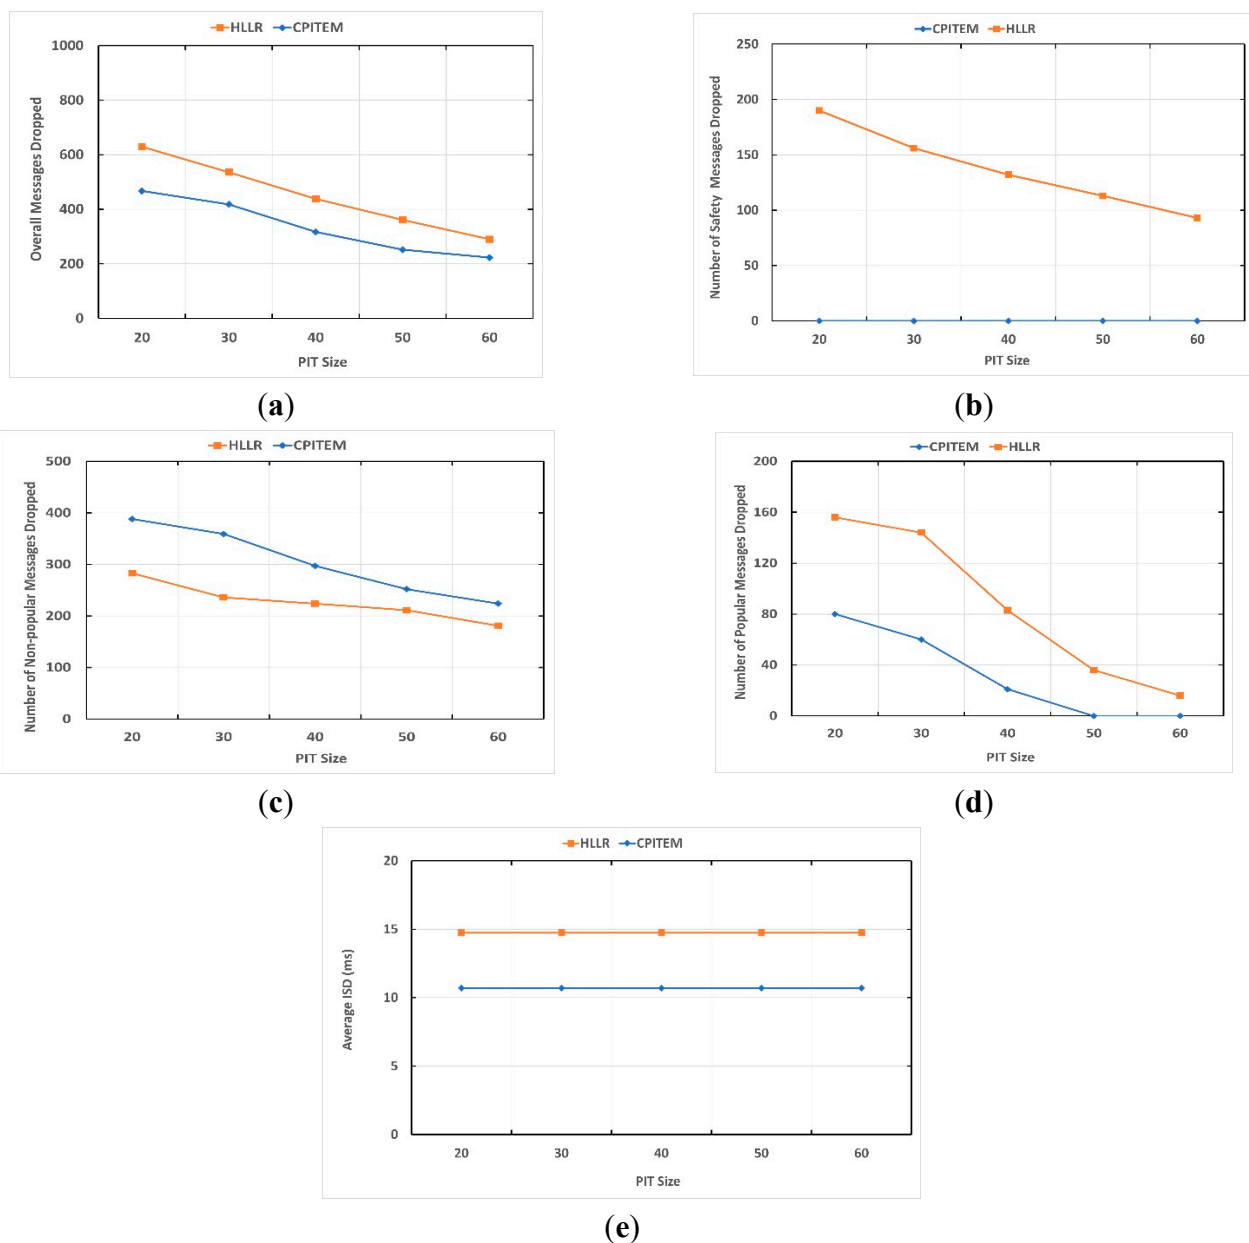 HLLR CPITEM
1000
800
600
400
200
0
Overall Messages Dropped
20 30 40 50 60
PIT Size
(a)
CPITEM HLLR
250
200
150
100
50
0
Number of Safety Messages Dropped
20 30 40 50 60
PIT Size
(b)
HLLR CPITEM
500
400
300
200
100
0
Number of Non-popular Messages Dropped
20 30 40 50 60
PIT Size
(c)
CPITEM HLLR
200
160
120
80
40
0
Number of Popular Messages Dropped
20 30 40 50 60
PIT Size
(d)
HLLR CPITEM
20
15
10
5
0
Average ISD (ms)
20 30 40 50 60
PIT Size
(e)